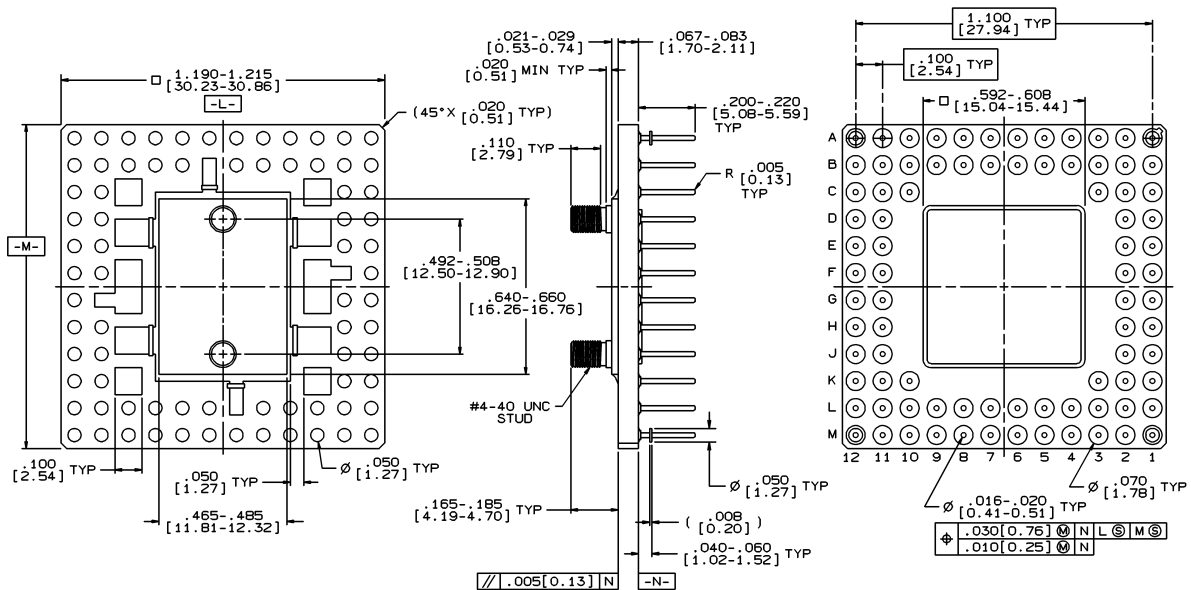 □ 1.190-1.215
[30.23-30.86]
-L-
(45°X .020 [0.51] TYP)
-M-
.492-.508
[12.50-12.90]
.640-.660
[16.26-16.76]
.100
[2.54] TYP
.050
[1.27] TYP
.465-.485
[11.81-12.32]
Ø .050
[1.27] TYP
.021-.029
[0.53-0.74]
.067-.083
[1.70-2.11]
.020
[0.51] MIN TYP
.110
[2.79] TYP
.200-.220
[5.08-5.59]
TYP
R .005
[0.13]
TYP
#4-40 UNC
STUD
.165-.185
[4.19-4.70] TYP
Ø .050
[1.27] TYP
( .008
[0.20] )
.040-.060
[1.02-1.52] TYP
// .005[0.13] N
-N-
1.100
[27.94] TYP
.100
[2.54] TYP
□ .592-.608
[15.04-15.44]
A
B
C
D
E
F
G
H
J
K
L
M
12 11 10 9 8 7 6 5 4 3 2 1
Ø .070
[1.78] TYP
Ø .016-.020
[0.41-0.51] TYP
⌖ .030[0.76] Ⓜ N L Ⓢ M Ⓢ
.010[0.25] Ⓜ N